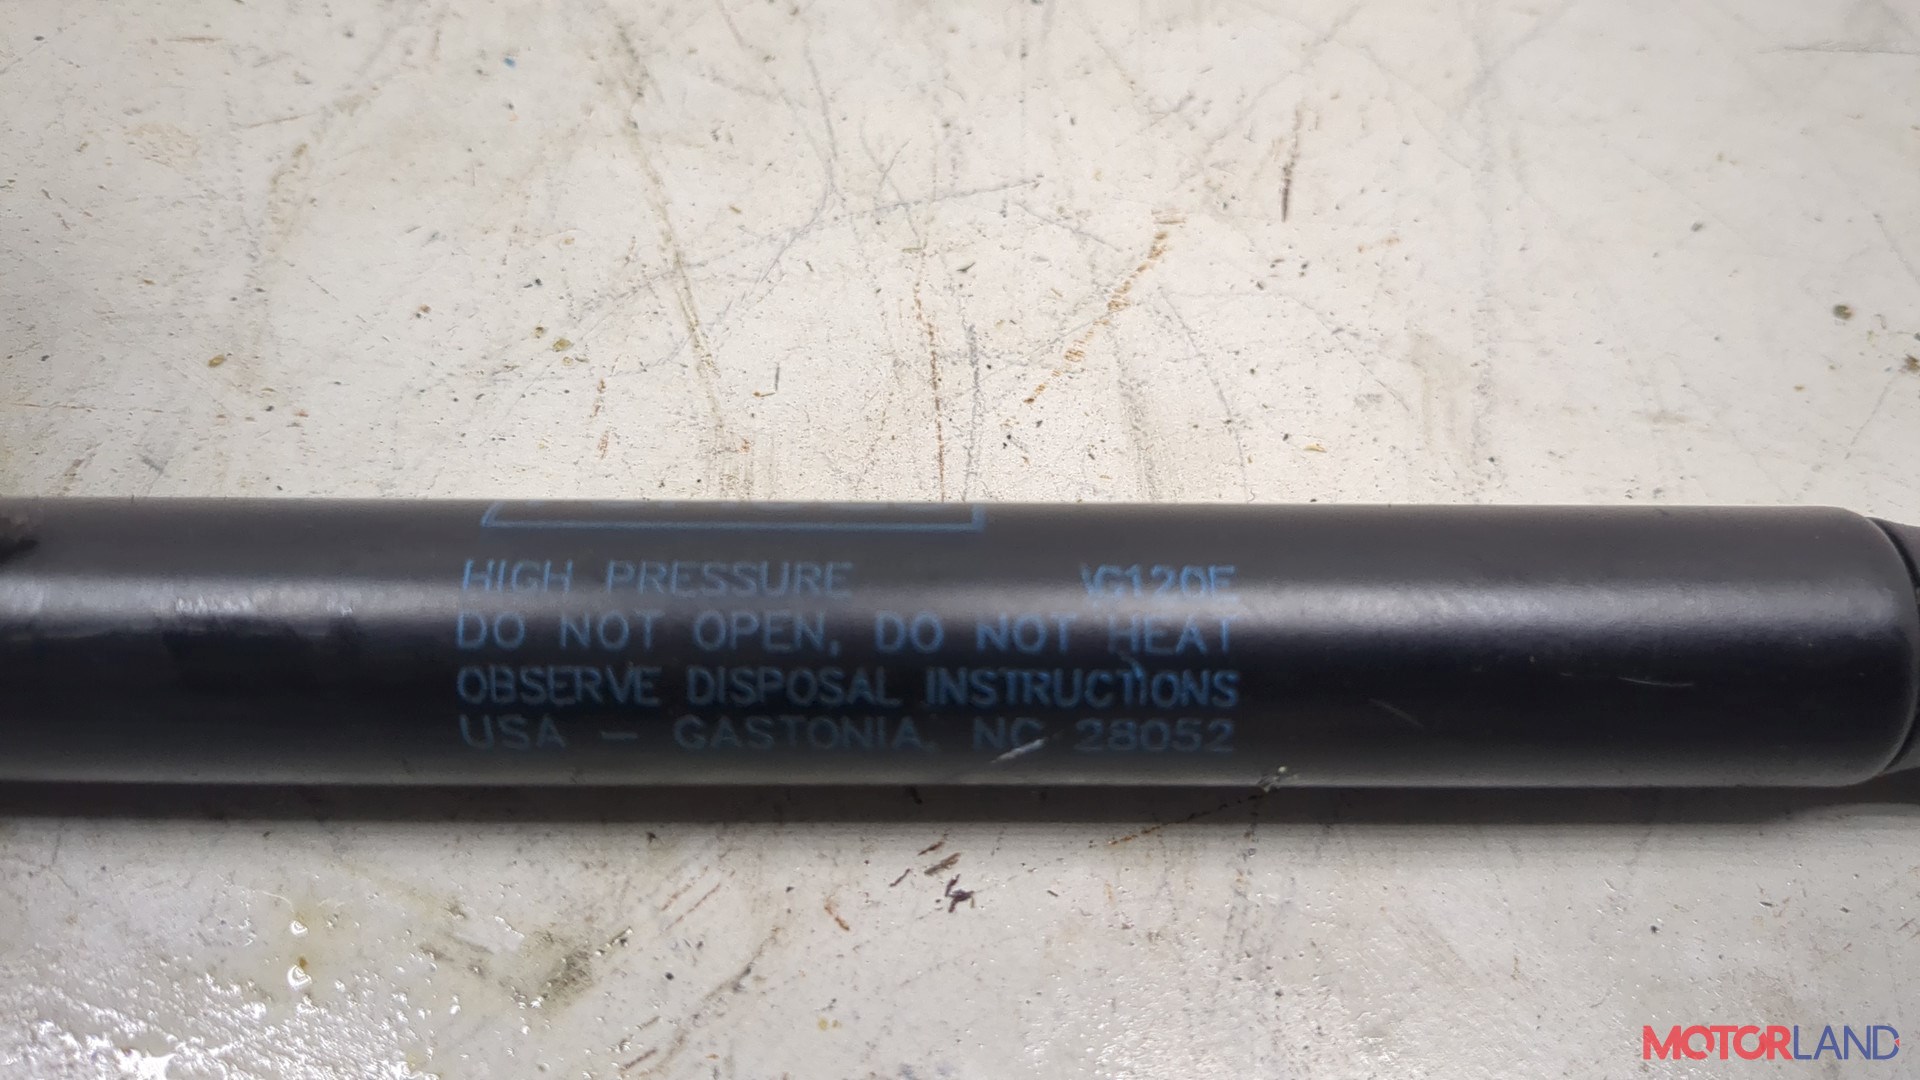 HIGH PRESSURE
DO NOT OPEN, DO NOT HEAT
OBSERVE DISPOSAL INSTRUCTIONS
USA - GASTONIA, NC 28052
MOTORLAND